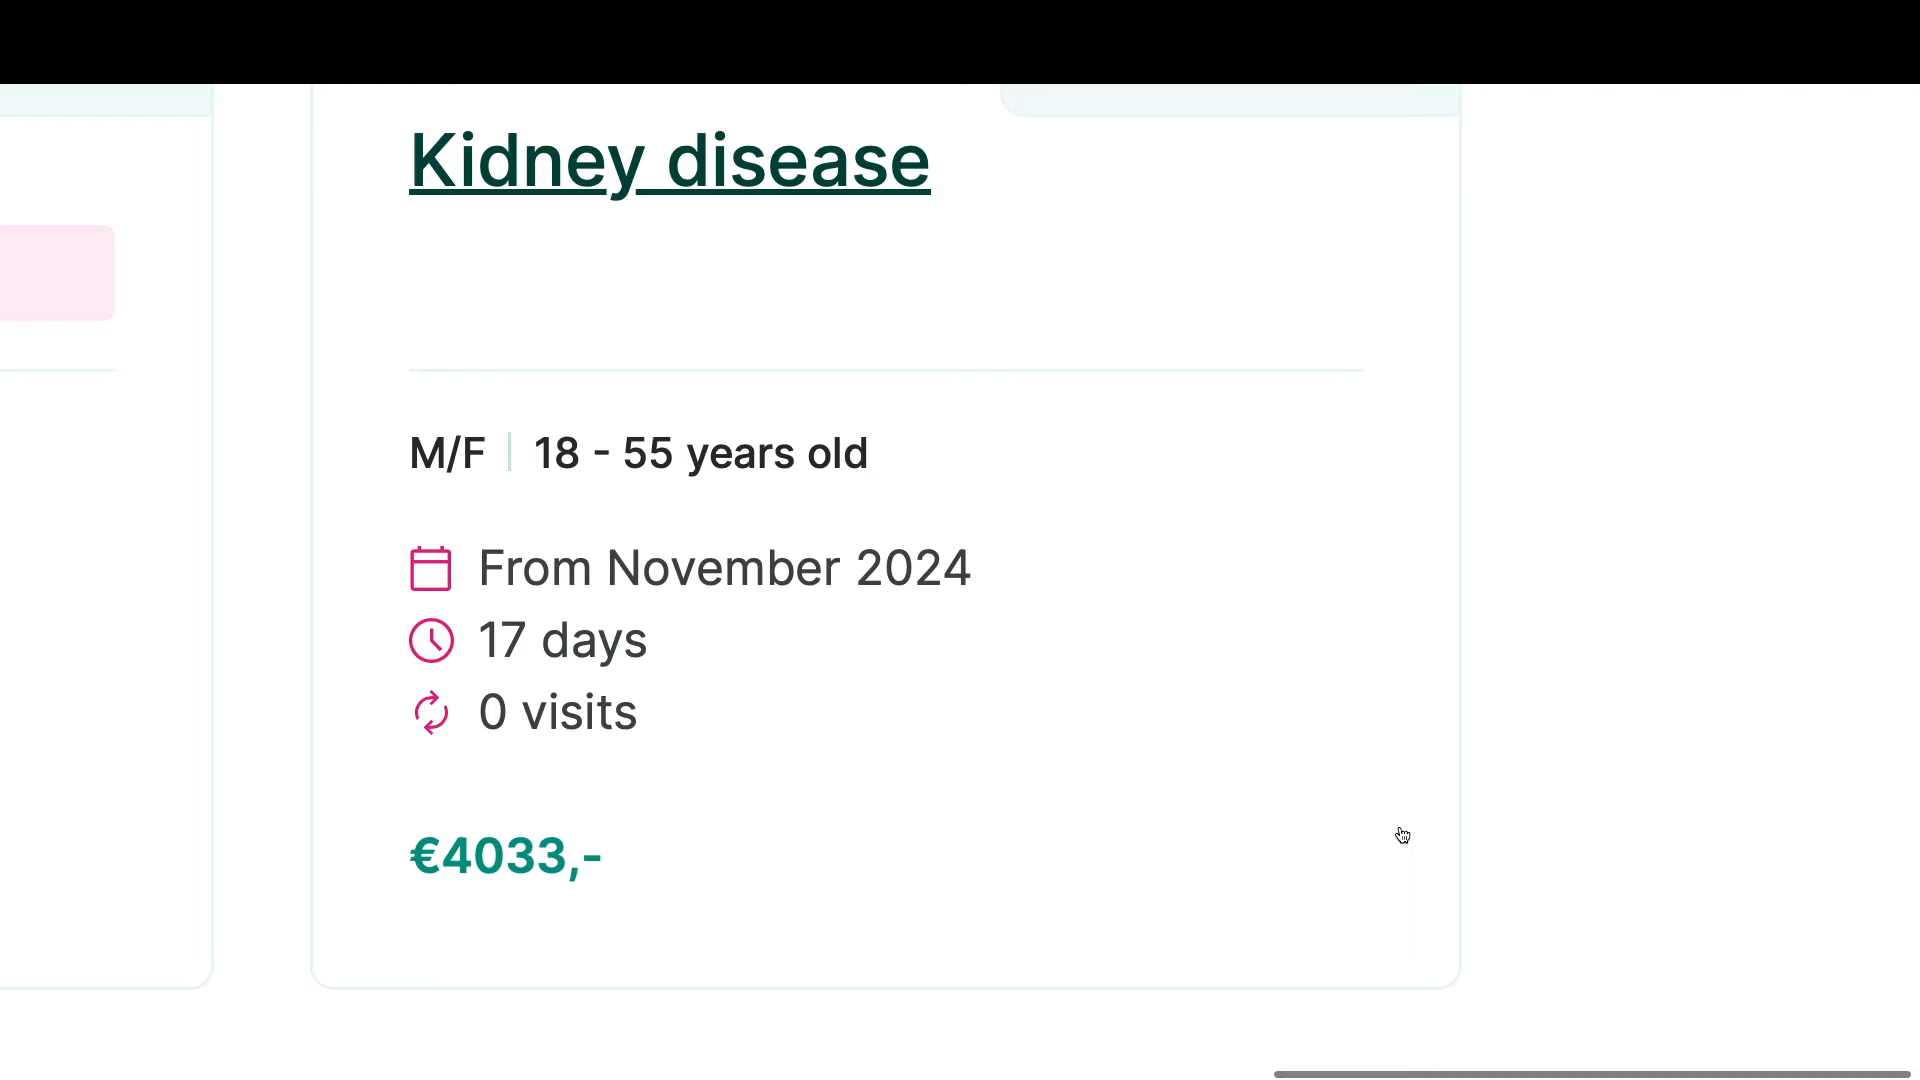 Kidney disease
M/F | 18 - 55 years old
From November 2024
17 days
0 visits
€4033,-